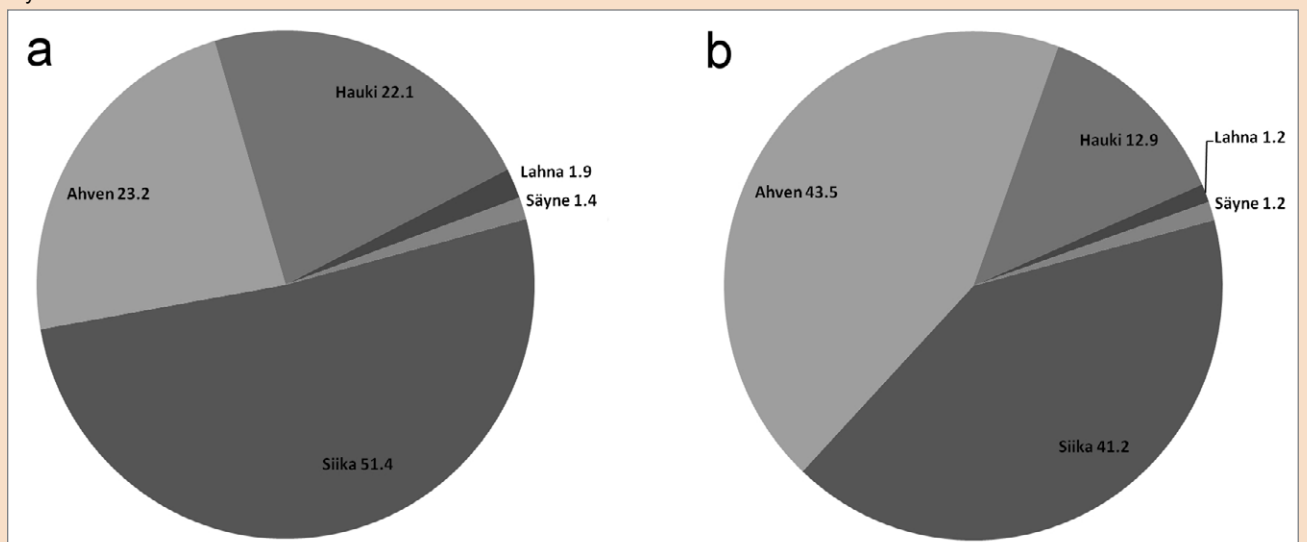 a
Hauki 22.1
Lahna 1.9
Säyne 1.4
Ahven 23.2
Siika 51.4
b
Hauki 12.9
Lahna 1.2
Säyne 1.2
Ahven 43.5
Siika 41.2